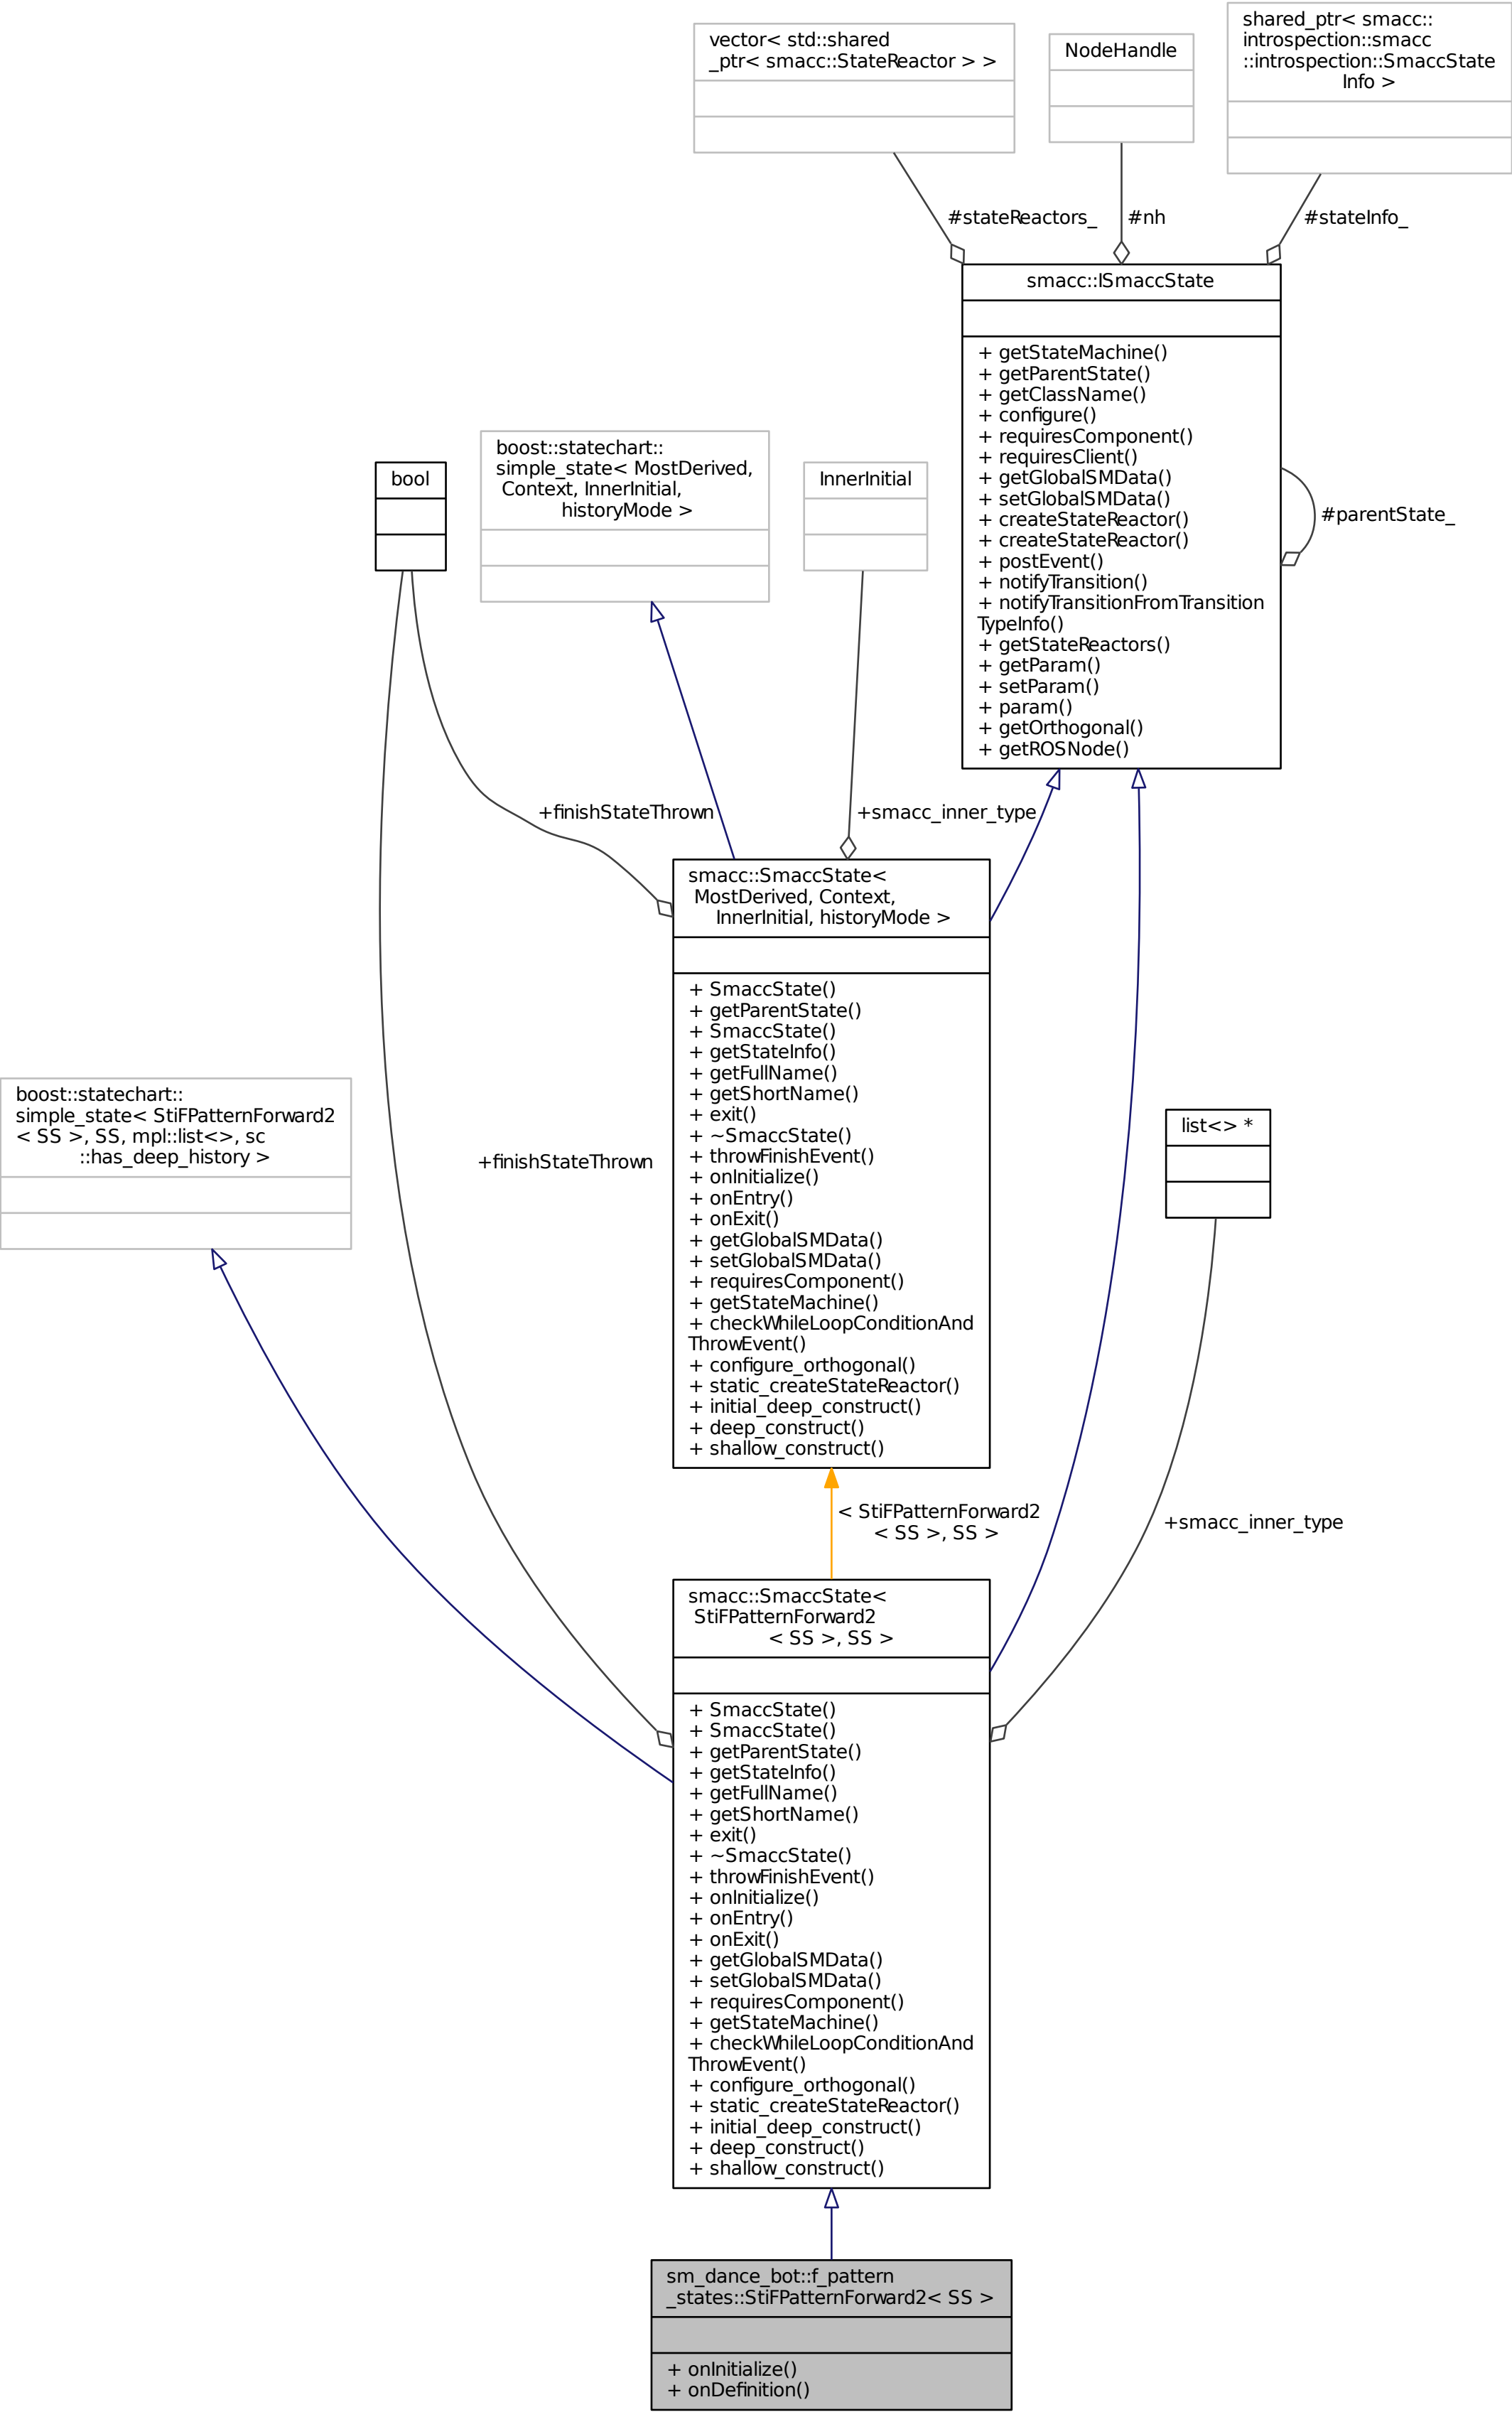 vector< std::shared
_ptr< smacc::StateReactor > >
NodeHandle
shared_ptr< smacc::
introspection::smacc
::introspection::SmaccState
Info >
#stateReactors_
#nh
#stateInfo_
smacc::ISmaccState
+ getStateMachine()
+ getParentState()
+ getClassName()
+ configure()
+ requiresComponent()
+ requiresClient()
+ getGlobalSMData()
+ setGlobalSMData()
+ createStateReactor()
+ createStateReactor()
+ postEvent()
+ notifyTransition()
+ notifyTransitionFromTransition
TypeInfo()
+ getStateReactors()
+ getParam()
+ setParam()
+ param()
+ getOrthogonal()
+ getROSNode()
#parentState_
bool
boost::statechart::
simple_state< MostDerived,
Context, InnerInitial,
historyMode >
InnerInitial
+finishStateThrown
+smacc_inner_type
smacc::SmaccState<
MostDerived, Context,
InnerInitial, historyMode >
+ SmaccState()
+ getParentState()
+ SmaccState()
+ getStateInfo()
+ getFullName()
+ getShortName()
+ exit()
+ ~SmaccState()
+ throwFinishEvent()
+ onInitialize()
+ onEntry()
+ onExit()
+ getGlobalSMData()
+ setGlobalSMData()
+ requiresComponent()
+ getStateMachine()
+ checkWhileLoopConditionAnd
ThrowEvent()
+ configure_orthogonal()
+ static_createStateReactor()
+ initial_deep_construct()
+ deep_construct()
+ shallow_construct()
boost::statechart::
simple_state< StiFPatternForward2
< SS >, SS, mpl::list<>, sc
::has_deep_history >
+finishStateThrown
list<> *
< StiFPatternForward2
< SS >, SS >
+smacc_inner_type
smacc::SmaccState<
StiFPatternForward2
< SS >, SS >
+ SmaccState()
+ SmaccState()
+ getParentState()
+ getStateInfo()
+ getFullName()
+ getShortName()
+ exit()
+ ~SmaccState()
+ throwFinishEvent()
+ onInitialize()
+ onEntry()
+ onExit()
+ getGlobalSMData()
+ setGlobalSMData()
+ requiresComponent()
+ getStateMachine()
+ checkWhileLoopConditionAnd
ThrowEvent()
+ configure_orthogonal()
+ static_createStateReactor()
+ initial_deep_construct()
+ deep_construct()
+ shallow_construct()
sm_dance_bot::f_pattern
_states::StiFPatternForward2< SS >
+ onInitialize()
+ onDefinition()